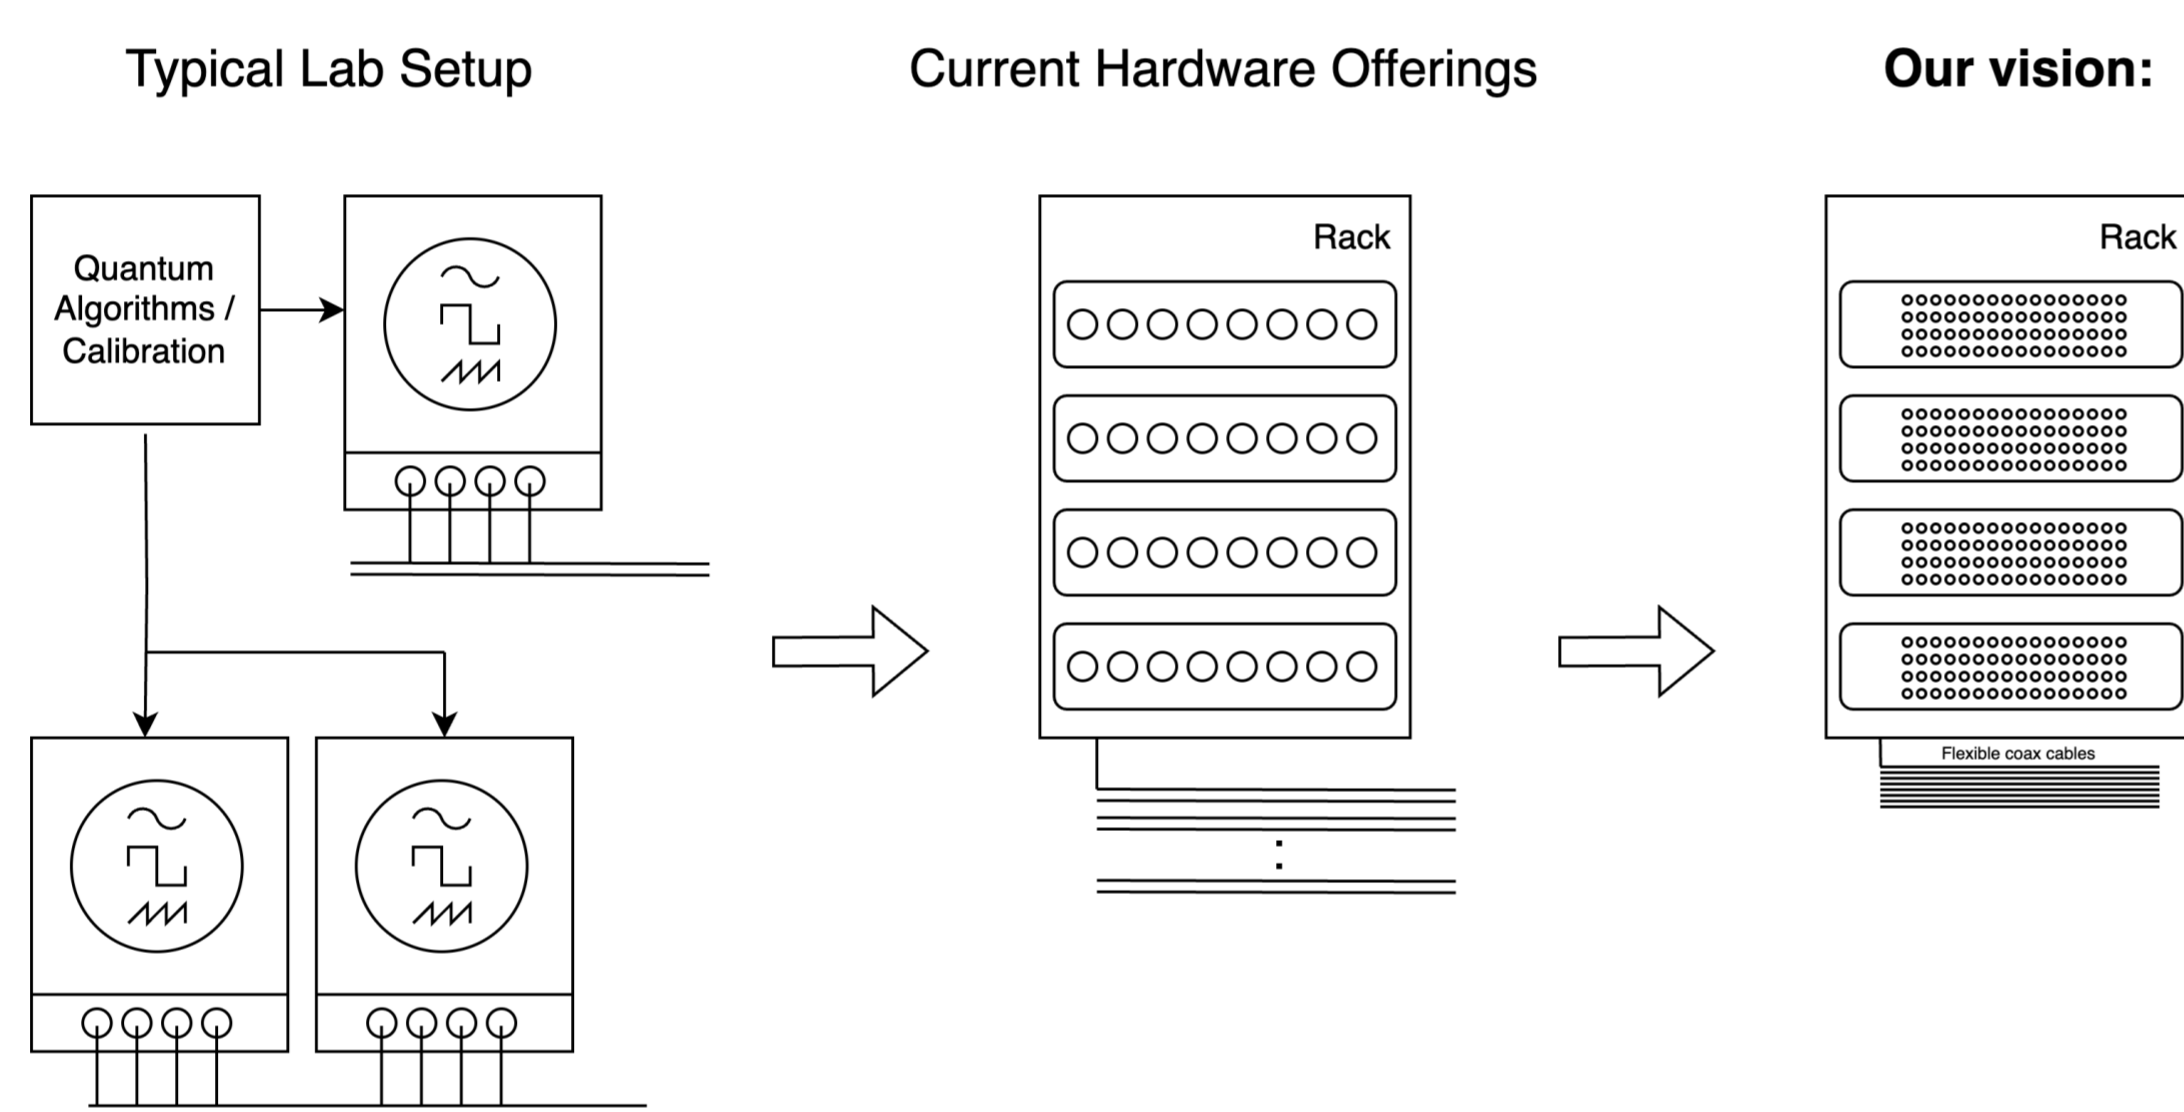 Typical Lab Setup
Current Hardware Offerings
Our vision:
Quantum
Algorithms /
Calibration
Rack
Rack
Flexible coax cables